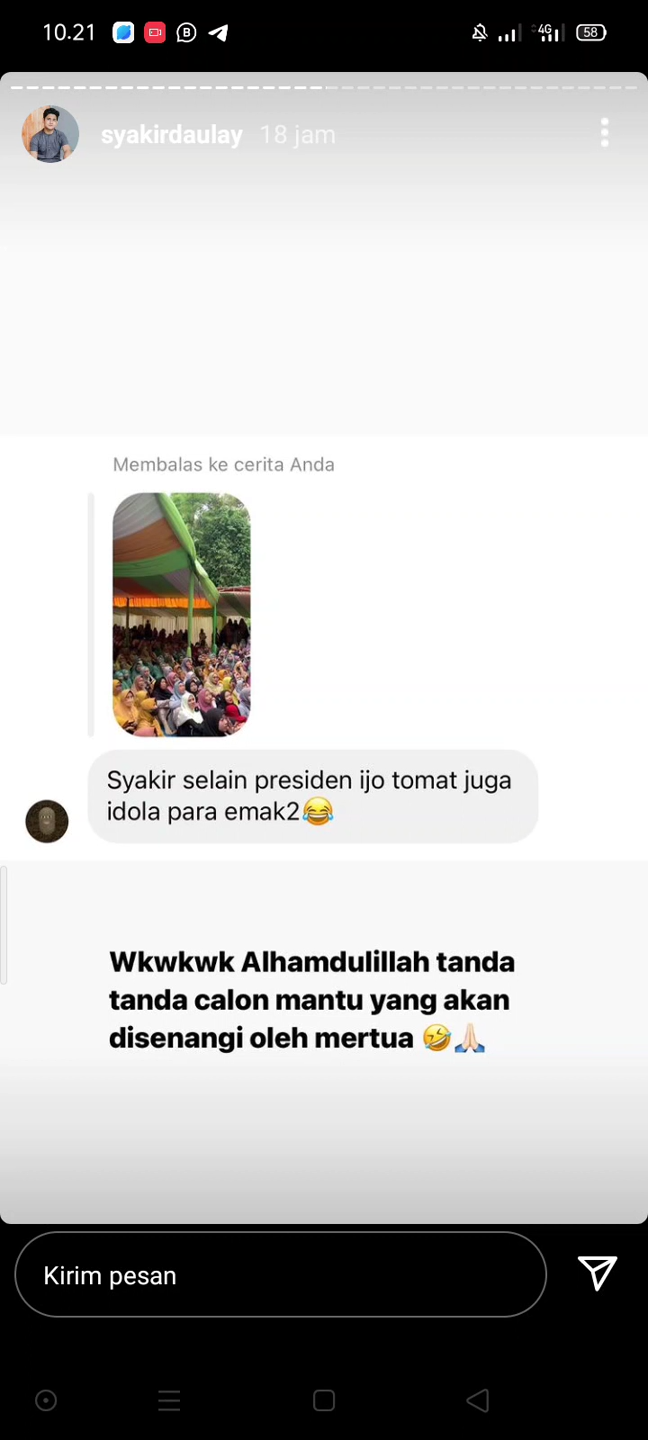 10.21
4G
58
syakirdaulay 18 jam
Membalas ke cerita Anda
Syakir selain presiden ijo tomat juga
idola para emak2😂
Wkwkwk Alhamdulillah tanda
tanda calon mantu yang akan
disenangi oleh mertua 🤣🙏🏻
Kirim pesan